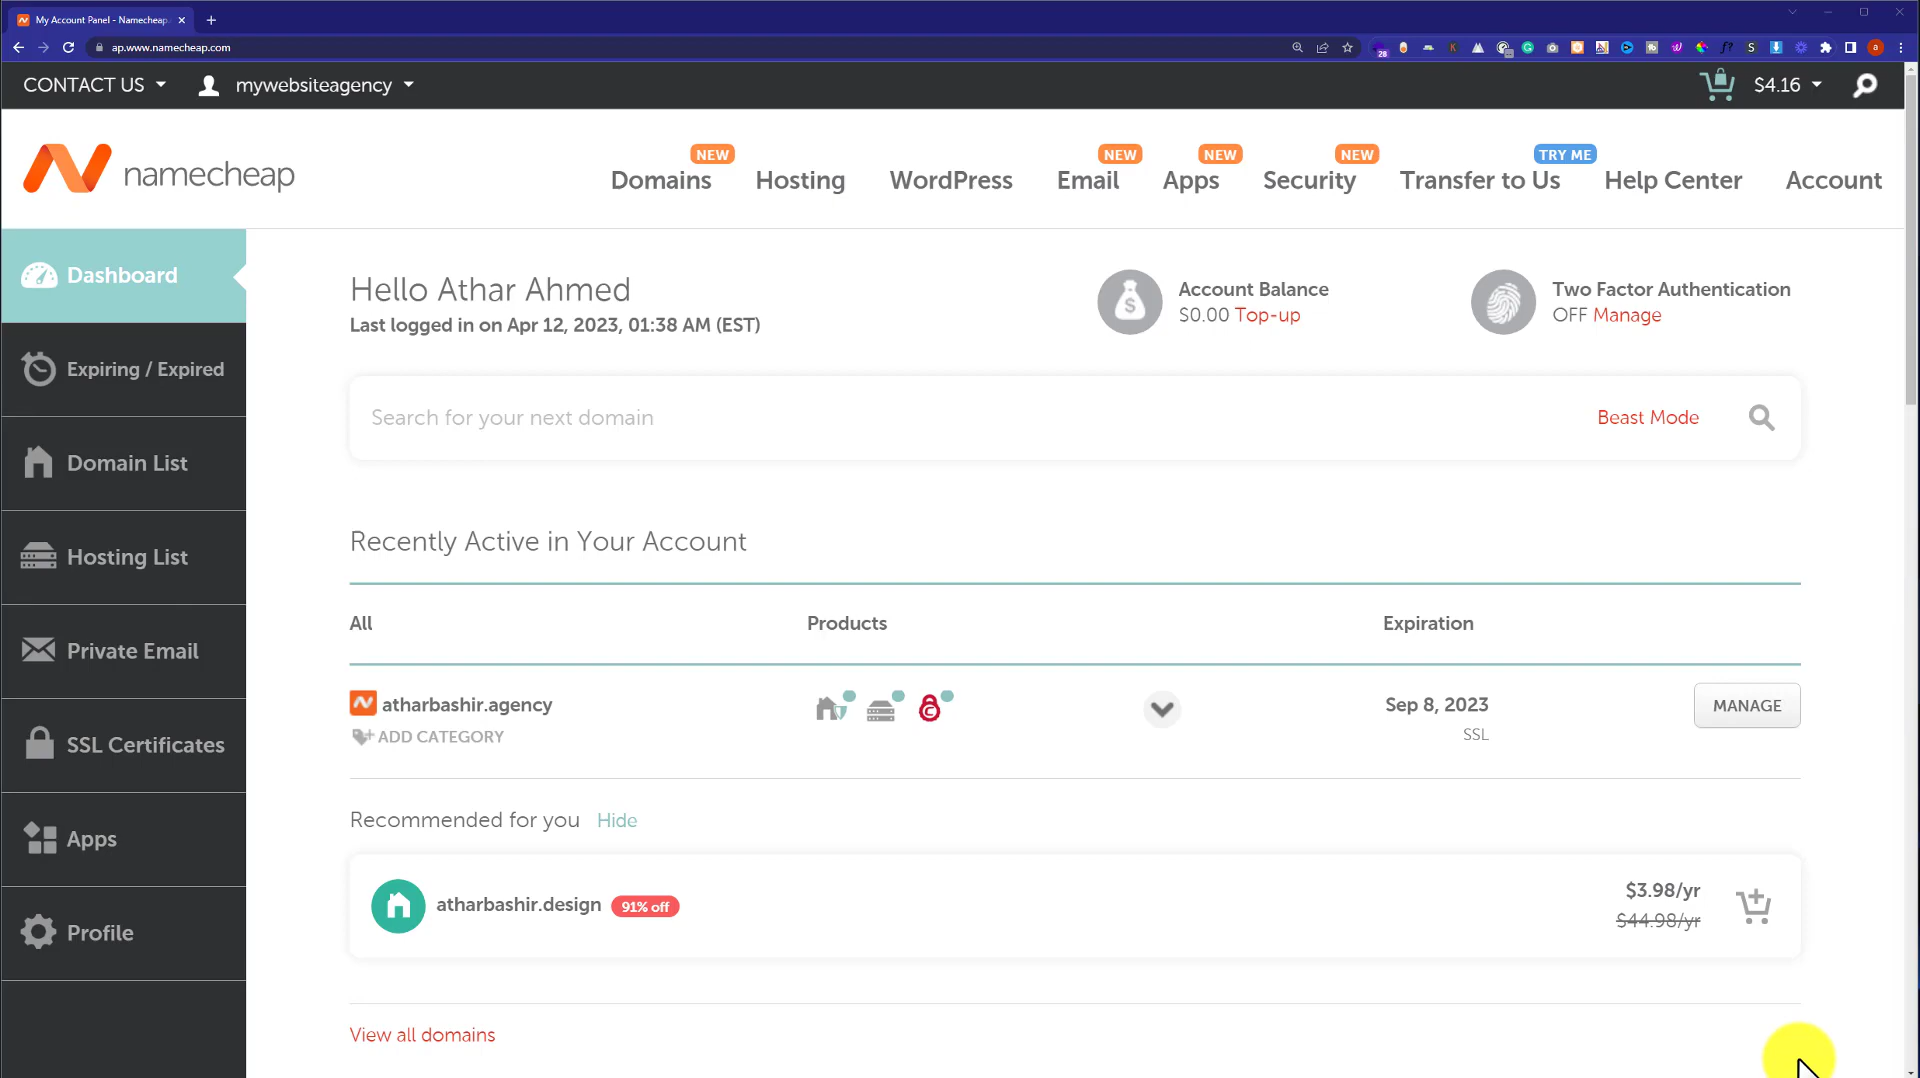 My Account Panel - Namecheap
ap.www.namecheap.com
28
CONTACT US
mywebsiteagency
$4.16
namecheap
NEW
NEW
NEW
NEW
TRY ME
Domains
Hosting
WordPress
Email
Apps
Security
Transfer to Us
Help Center
Account
Dashboard
Expiring / Expired
Domain List
Hosting List
Private Email
SSL Certificates
Apps
Profile
Hello Athar Ahmed
Last logged in on Apr 12, 2023, 01:38 AM (EST)
Account Balance
$0.00 Top-up
Two Factor Authentication
OFF Manage
Search for your next domain
Beast Mode
Recently Active in Your Account
All
Products
Expiration
atharbashir.agency
ADD CATEGORY
Sep 8, 2023
SSL
MANAGE
Recommended for you Hide
atharbashir.design
91% off
$3.98/yr
$44.98/yr
View all domains